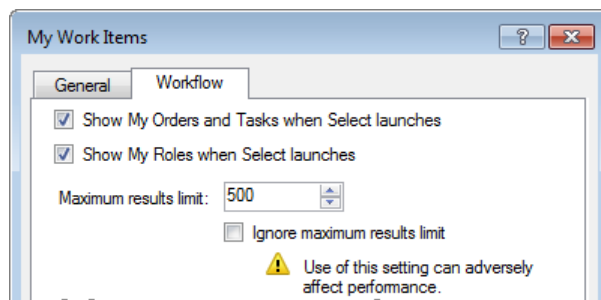 My Work Items
General Workflow
Show My Orders and Tasks when Select launches
Show My Roles when Select launches
Maximum results limit: 500
Ignore maximum results limit
Use of this setting can adversely
affect performance.